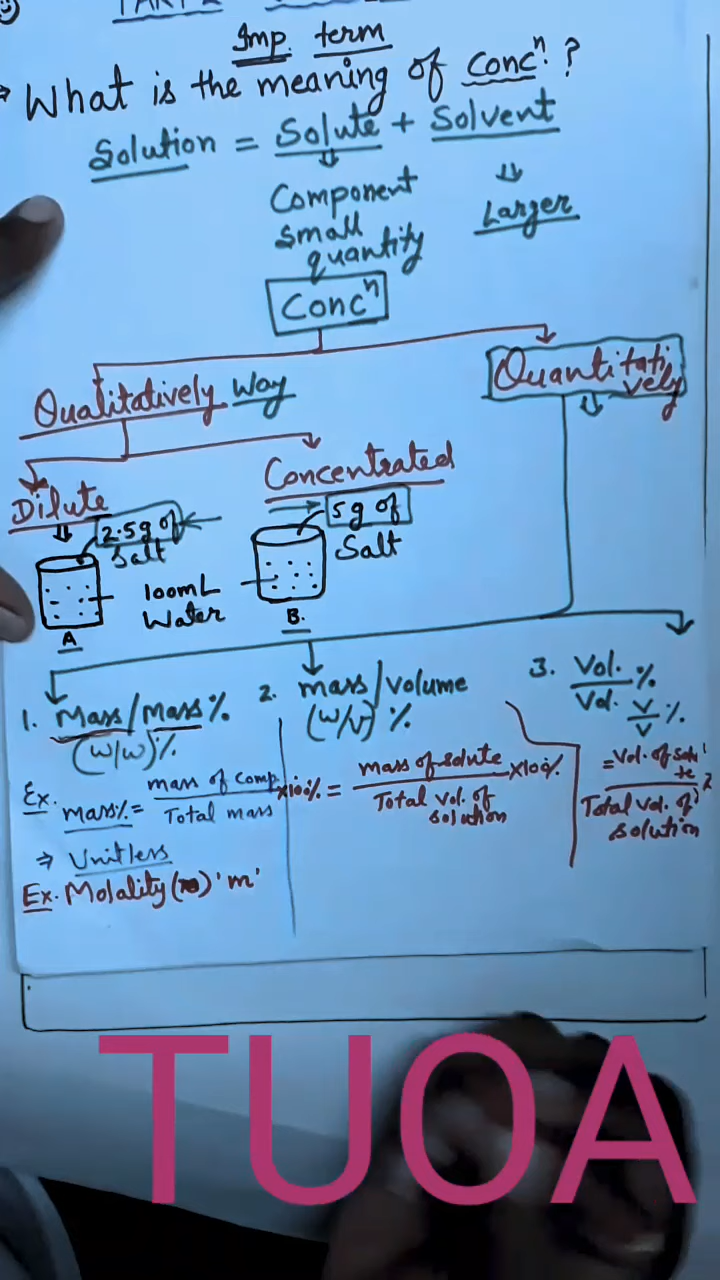 Imp. term
What is the meaning of Concⁿ. ?
Solution = Solute + Solvent
Component small quantity
Larger
Concⁿ
Qualitatively Way
Quantitatively
Dilute
Concentrated
2.5g of Salt
5g of Salt
100mL Water
A
B.
1. Mass/Mass %
(W/W)%
2. mass/Volume
(W/V) %
3. Vol./Vol. %
V/V %
Ex. mass% = mass of comp / Total mass x100%
= mass of solute / Total Vol. of solution x100%
= Vol. of solute / Total Vol. of solution
⇒ Unitless
Ex. Molality 'm'
TUOA